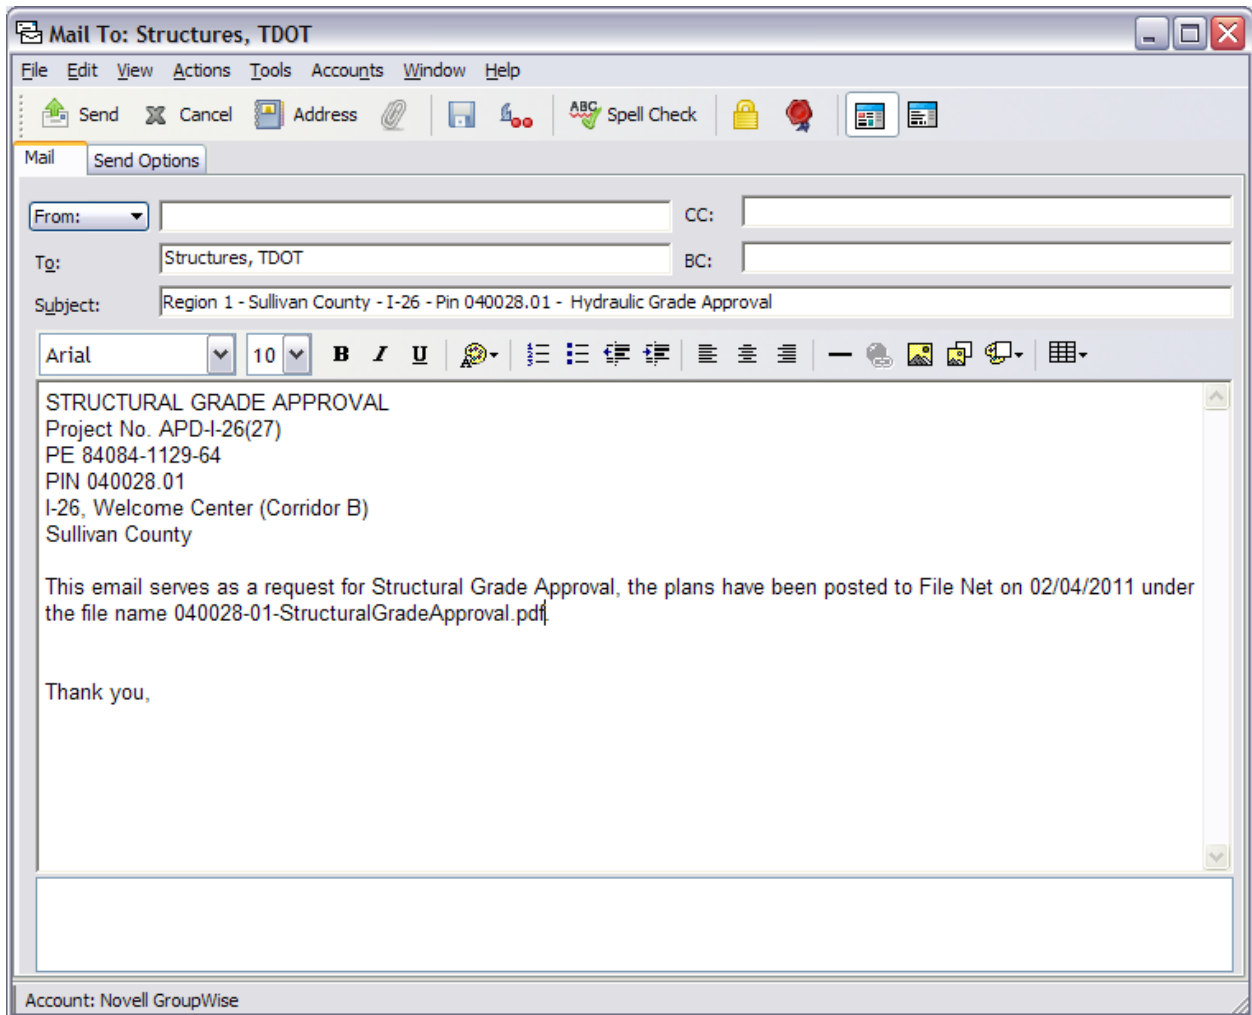 Mail To: Structures, TDOT
File Edit View Actions Tools Accounts Window Help
Send Cancel Address ABC Spell Check
Mail Send Options
From: CC:
To: Structures, TDOT BC:
Subject: Region 1 - Sullivan County - I-26 - Pin 040028.01 - Hydraulic Grade Approval
Arial 10 B I U
STRUCTURAL GRADE APPROVAL
Project No. APD-I-26(27)
PE 84084-1129-64
PIN 040028.01
I-26, Welcome Center (Corridor B)
Sullivan County
This email serves as a request for Structural Grade Approval, the plans have been posted to File Net on 02/04/2011 under
the file name 040028-01-StructuralGradeApproval.pdf.
Thank you,
Account: Novell GroupWise